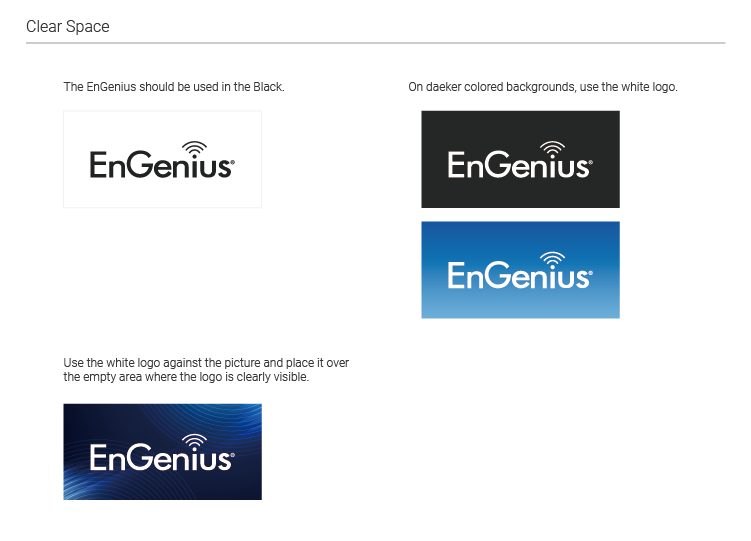 Clear Space
The EnGenius should be used in the Black.
On daeker colored backgrounds, use the white logo.
EnGenius®
EnGenius®
EnGenius®
Use the white logo against the picture and place it over
the empty area where the logo is clearly visible.
EnGenius®